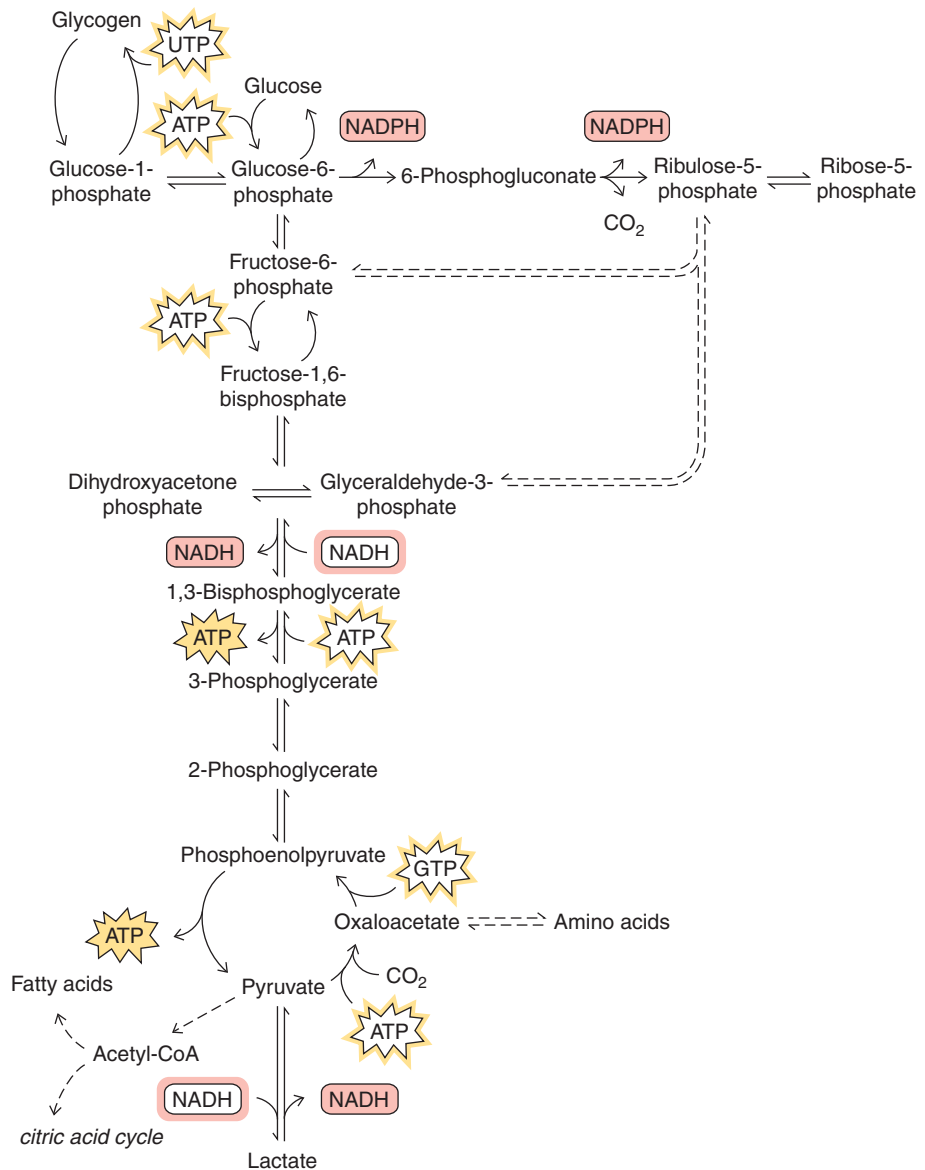 Glycogen
UTP
Glucose
ATP
NADPH
NADPH
Glucose-1-
phosphate
Glucose-6-
phosphate
6-Phosphogluconate
Ribulose-5-
phosphate
Ribose-5-
phosphate
CO2
Fructose-6-
phosphate
ATP
Fructose-1,6-
bisphosphate
Dihydroxyacetone
phosphate
Glyceraldehyde-3-
phosphate
NADH
NADH
1,3-Bisphosphoglycerate
ATP
ATP
3-Phosphoglycerate
2-Phosphoglycerate
Phosphoenolpyruvate
GTP
Oxaloacetate
Amino acids
ATP
CO2
Fatty acids
Pyruvate
ATP
Acetyl-CoA
NADH
NADH
citric acid cycle
Lactate